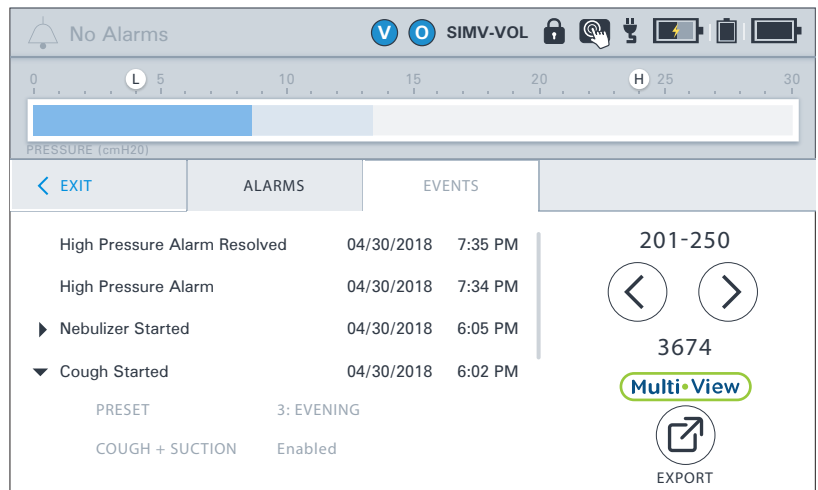 No Alarms V O SIMV-VOL
0 L 5 10 15 20 H 25 30
PRESSURE (cmH20)
EXIT ALARMS EVENTS
High Pressure Alarm Resolved 04/30/2018 7:35 PM
High Pressure Alarm 04/30/2018 7:34 PM
Nebulizer Started 04/30/2018 6:05 PM
Cough Started 04/30/2018 6:02 PM
PRESET 3: EVENING
COUGH + SUCTION Enabled
201-250
3674
Multi•View
EXPORT